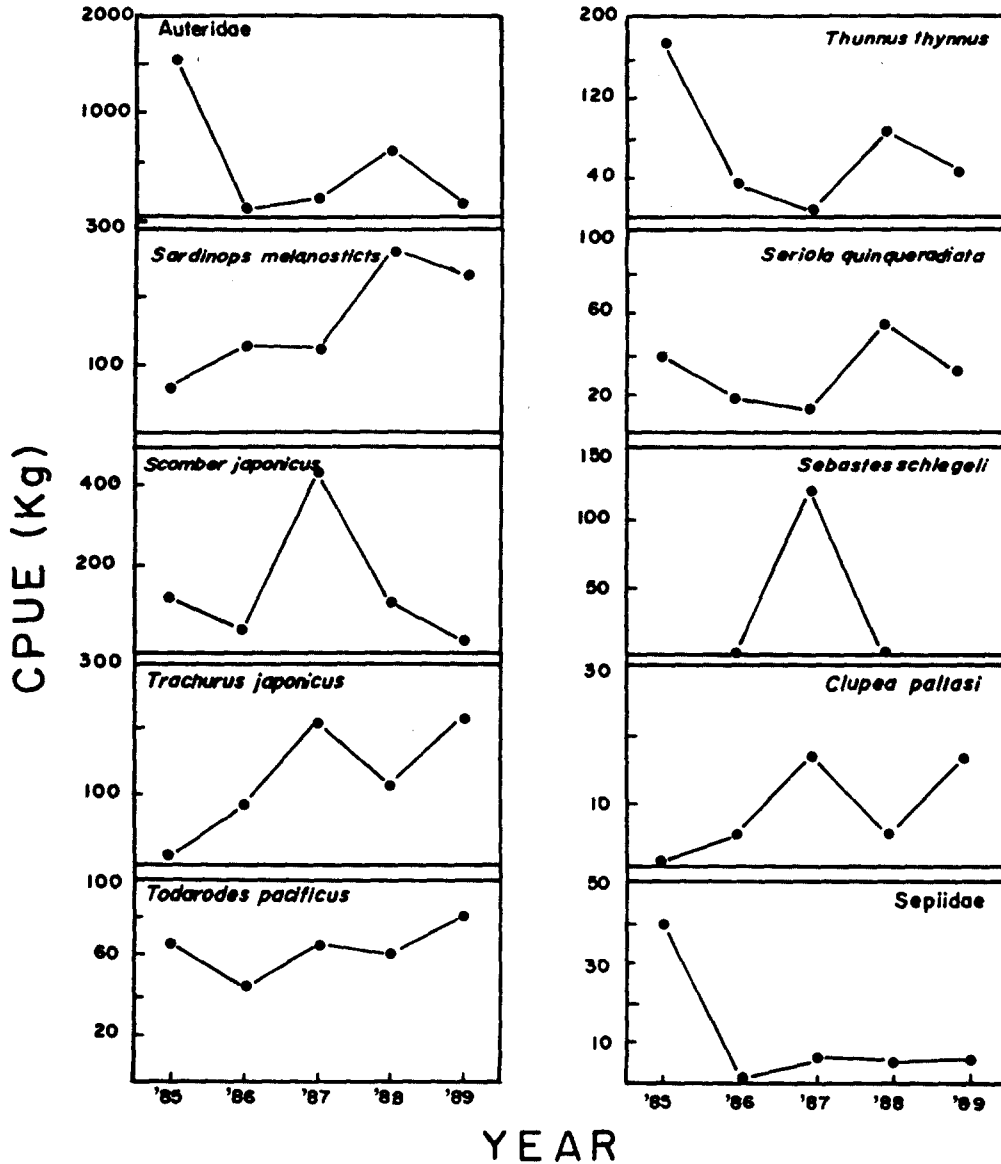 CPUE (Kg)
2000
1000
Auteridae
300
100
Sardinops melanosticts
400
200
Scomber japonicus
300
100
Trachurus japonicus
100
60
20
Todarodes pacificus
'85 '86 '87 '88 '89
200
120
40
Thunnus thynnus
100
60
20
Seriola quinqueradiata
150
100
50
Sebastes schlegeli
30
10
Clupea pallasi
50
30
10
Sepiidae
'85 '86 '87 '88 '89
YEAR